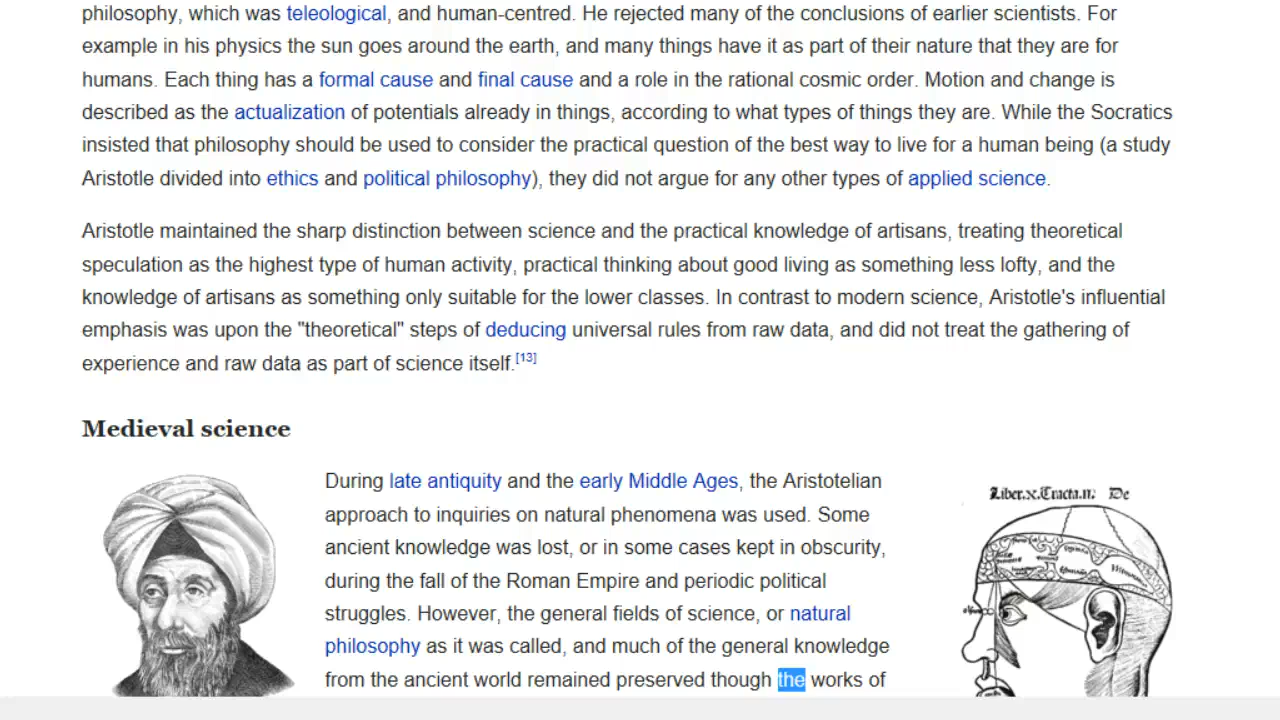 philosophy, which was teleological, and human-centred. He rejected many of the conclusions of earlier scientists. For
example in his physics the sun goes around the earth, and many things have it as part of their nature that they are for
humans. Each thing has a formal cause and final cause and a role in the rational cosmic order. Motion and change is
described as the actualization of potentials already in things, according to what types of things they are. While the Socratics
insisted that philosophy should be used to consider the practical question of the best way to live for a human being (a study
Aristotle divided into ethics and political philosophy), they did not argue for any other types of applied science.
Aristotle maintained the sharp distinction between science and the practical knowledge of artisans, treating theoretical
speculation as the highest type of human activity, practical thinking about good living as something less lofty, and the
knowledge of artisans as something only suitable for the lower classes. In contrast to modern science, Aristotle's influential
emphasis was upon the "theoretical" steps of deducing universal rules from raw data, and did not treat the gathering of
experience and raw data as part of science itself.[13]
Medieval science
During late antiquity and the early Middle Ages, the Aristotelian
approach to inquiries on natural phenomena was used. Some
ancient knowledge was lost, or in some cases kept in obscurity,
during the fall of the Roman Empire and periodic political
struggles. However, the general fields of science, or natural
philosophy as it was called, and much of the general knowledge
from the ancient world remained preserved though the works of
Liber.x.Tracta.II. De